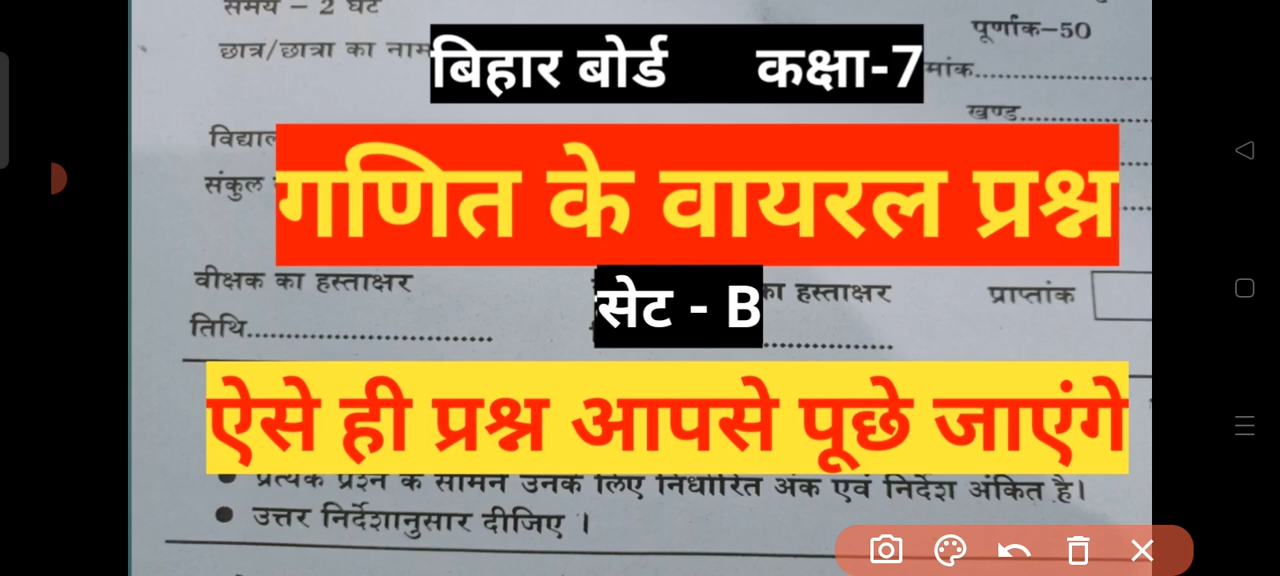 समय – 2 घंटे
पूर्णांक–50
छात्र/छात्रा का नाम
बिहार बोर्ड कक्षा-7
मांक
खण्ड
गणित के वायरल प्रश्न
संकुल
वीक्षक का हस्ताक्षर
सेट - B
का हस्ताक्षर
प्राप्तांक
तिथि
ऐसे ही प्रश्न आपसे पूछे जाएंगे
● प्रत्येक प्रश्न के सामने उनके लिए निर्धारित अंक एवं निर्देश अंकित है।
● उत्तर निर्देशानुसार दीजिए ।